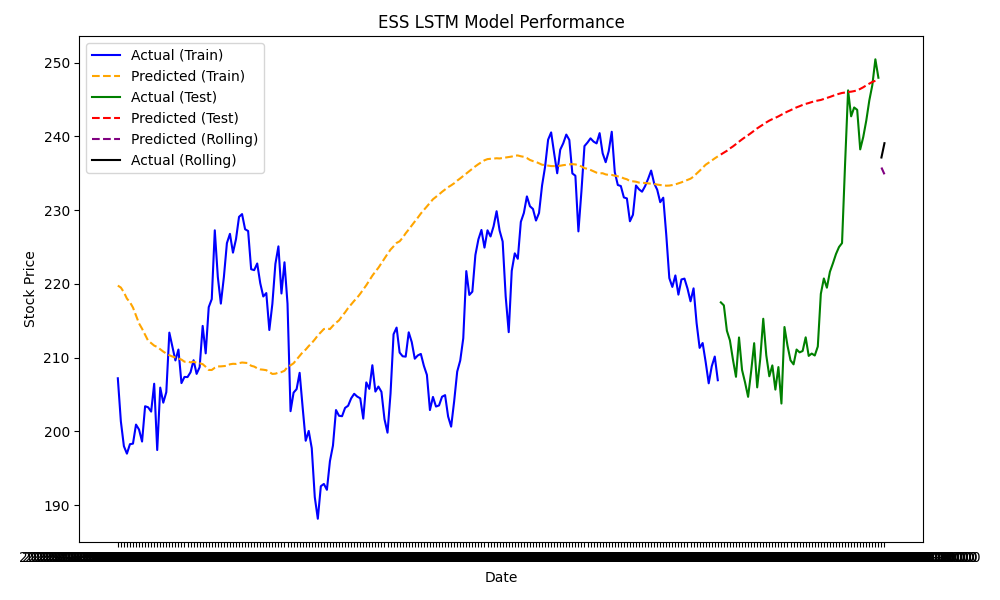 ESS LSTM Model Performance
Actual (Train)
Predicted (Train)
Actual (Test)
Predicted (Test)
Predicted (Rolling)
Actual (Rolling)
250
240
230
220
210
200
190
Stock Price
Date